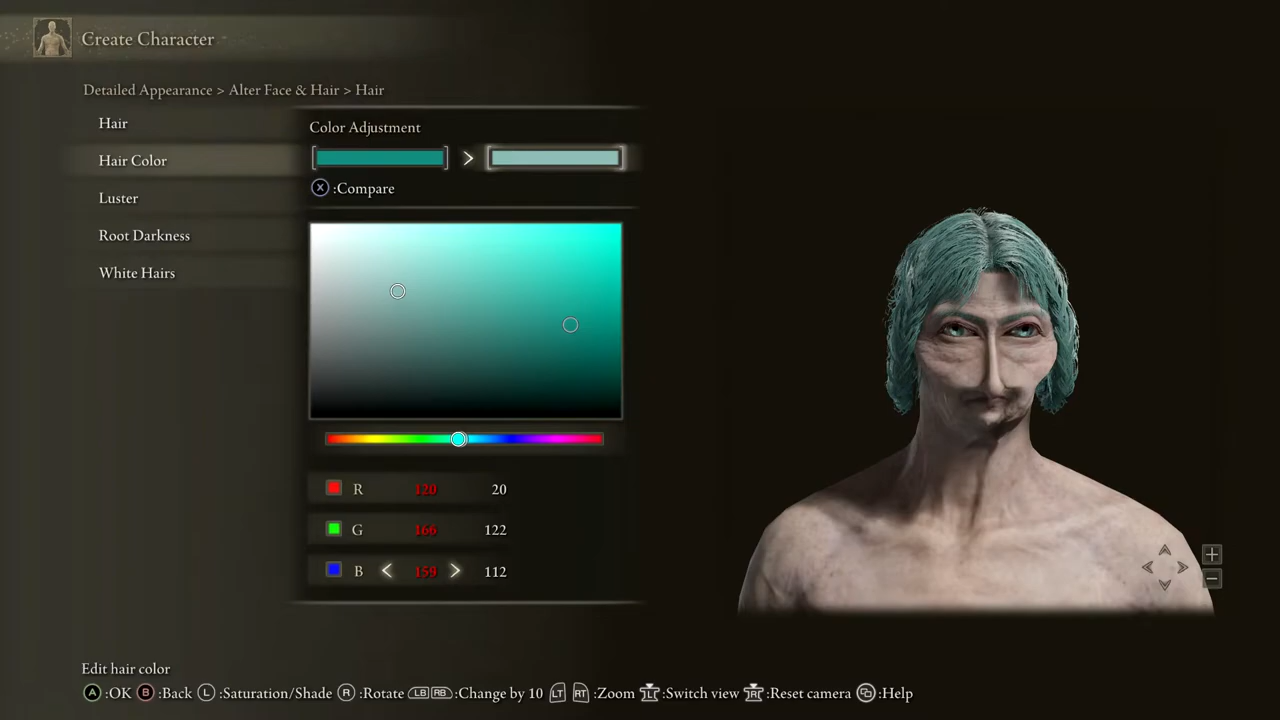 Create Character
Detailed Appearance > Alter Face & Hair > Hair
Hair
Hair Color
Luster
Root Darkness
White Hairs
Color Adjustment
>
X :Compare
R 120 20
G 166 122
B < 159 > 112
+
−
Edit hair color
A :OK B :Back L :Saturation/Shade R :Rotate LB RB :Change by 10 LT RT :Zoom L :Switch view R :Reset camera :Help